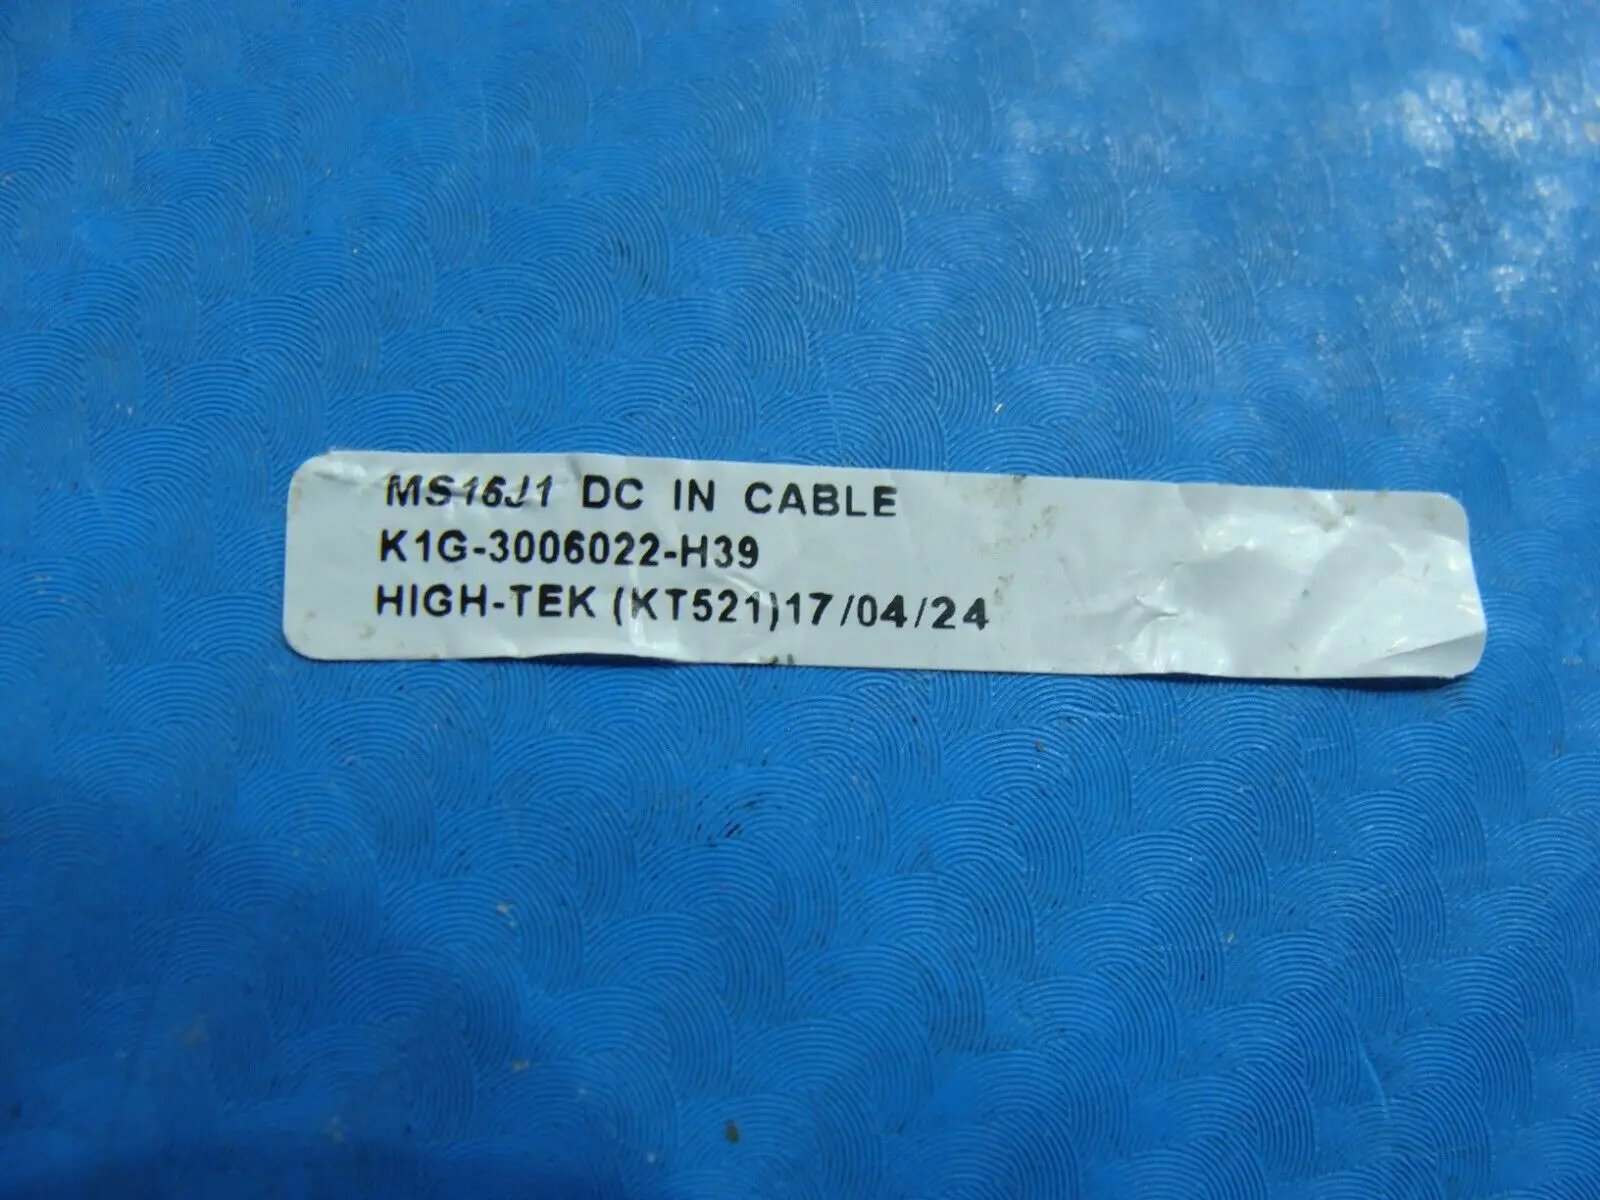 MS16J1 DC IN CABLE
K1G-3006022-H39
HIGH-TEK (KT521)17/04/24